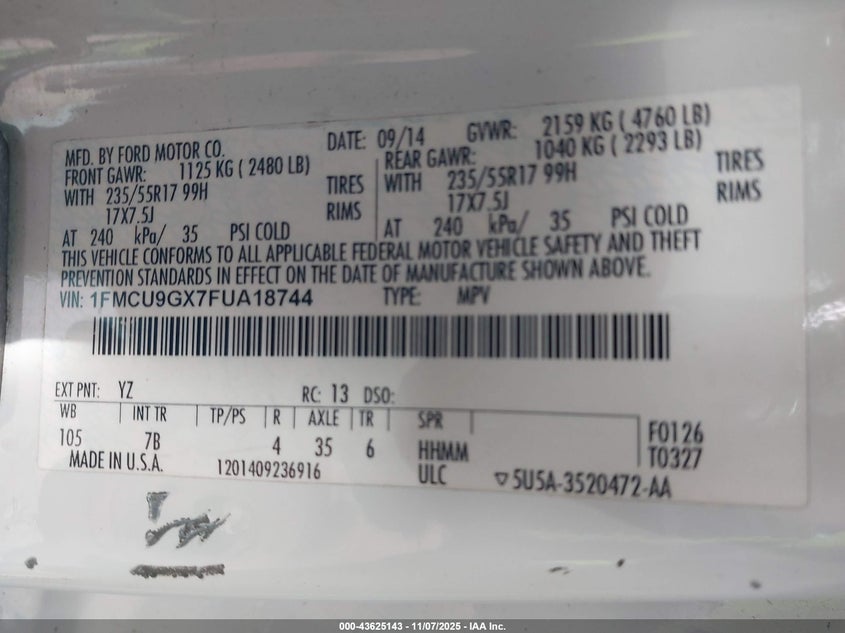 MFD. BY FORD MOTOR CO. DATE: 09/14 GVWR: 2159 KG ( 4760 LB)
FRONT GAWR: 1125 KG ( 2480 LB) REAR GAWR: 1040 KG ( 2293 LB)
WITH 235/55R17 99H TIRES WITH 235/55R17 99H TIRES
17X7.5J RIMS 17X7.5J RIMS
AT 240 kPa/ 35 PSI COLD AT 240 kPa/ 35 PSI COLD
THIS VEHICLE CONFORMS TO ALL APPLICABLE FEDERAL MOTOR VEHICLE SAFETY AND THEFT
PREVENTION STANDARDS IN EFFECT ON THE DATE OF MANUFACTURE SHOWN ABOVE.
VIN: 1FMCU9GX7FUA18744 TYPE: MPV
EXT PNT: YZ RC: 13 DSO:
WB INT TR TP/PS R AXLE TR SPR
105 7B 4 35 6 HHMM F0126
MADE IN U.S.A. 1201409236916 ULC T0327
5U5A-3520472-AA
000-43625143 - 11/07/2025 - IAA Inc.